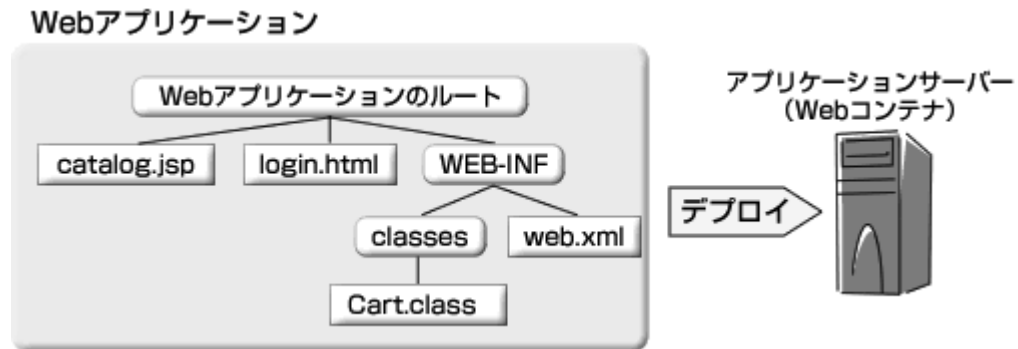 Webアプリケーション
Webアプリケーションのルート
catalog.jsp
login.html
WEB-INF
classes
web.xml
Cart.class
デプロイ
アプリケーションサーバー
（Webコンテナ）